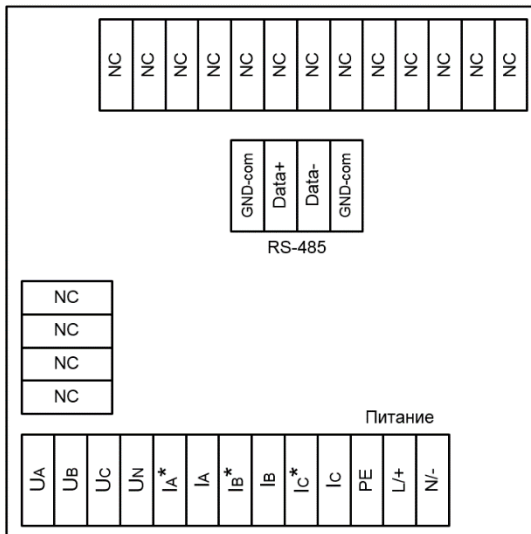 NC NC NC NC NC NC NC NC NC NC NC NC NC
GND-com Data+ Data- GND-com
RS-485
NC
NC
NC
NC
Питание
UA UB UC UN IA* IA IB* IB IC* IC PE L/+ N/-